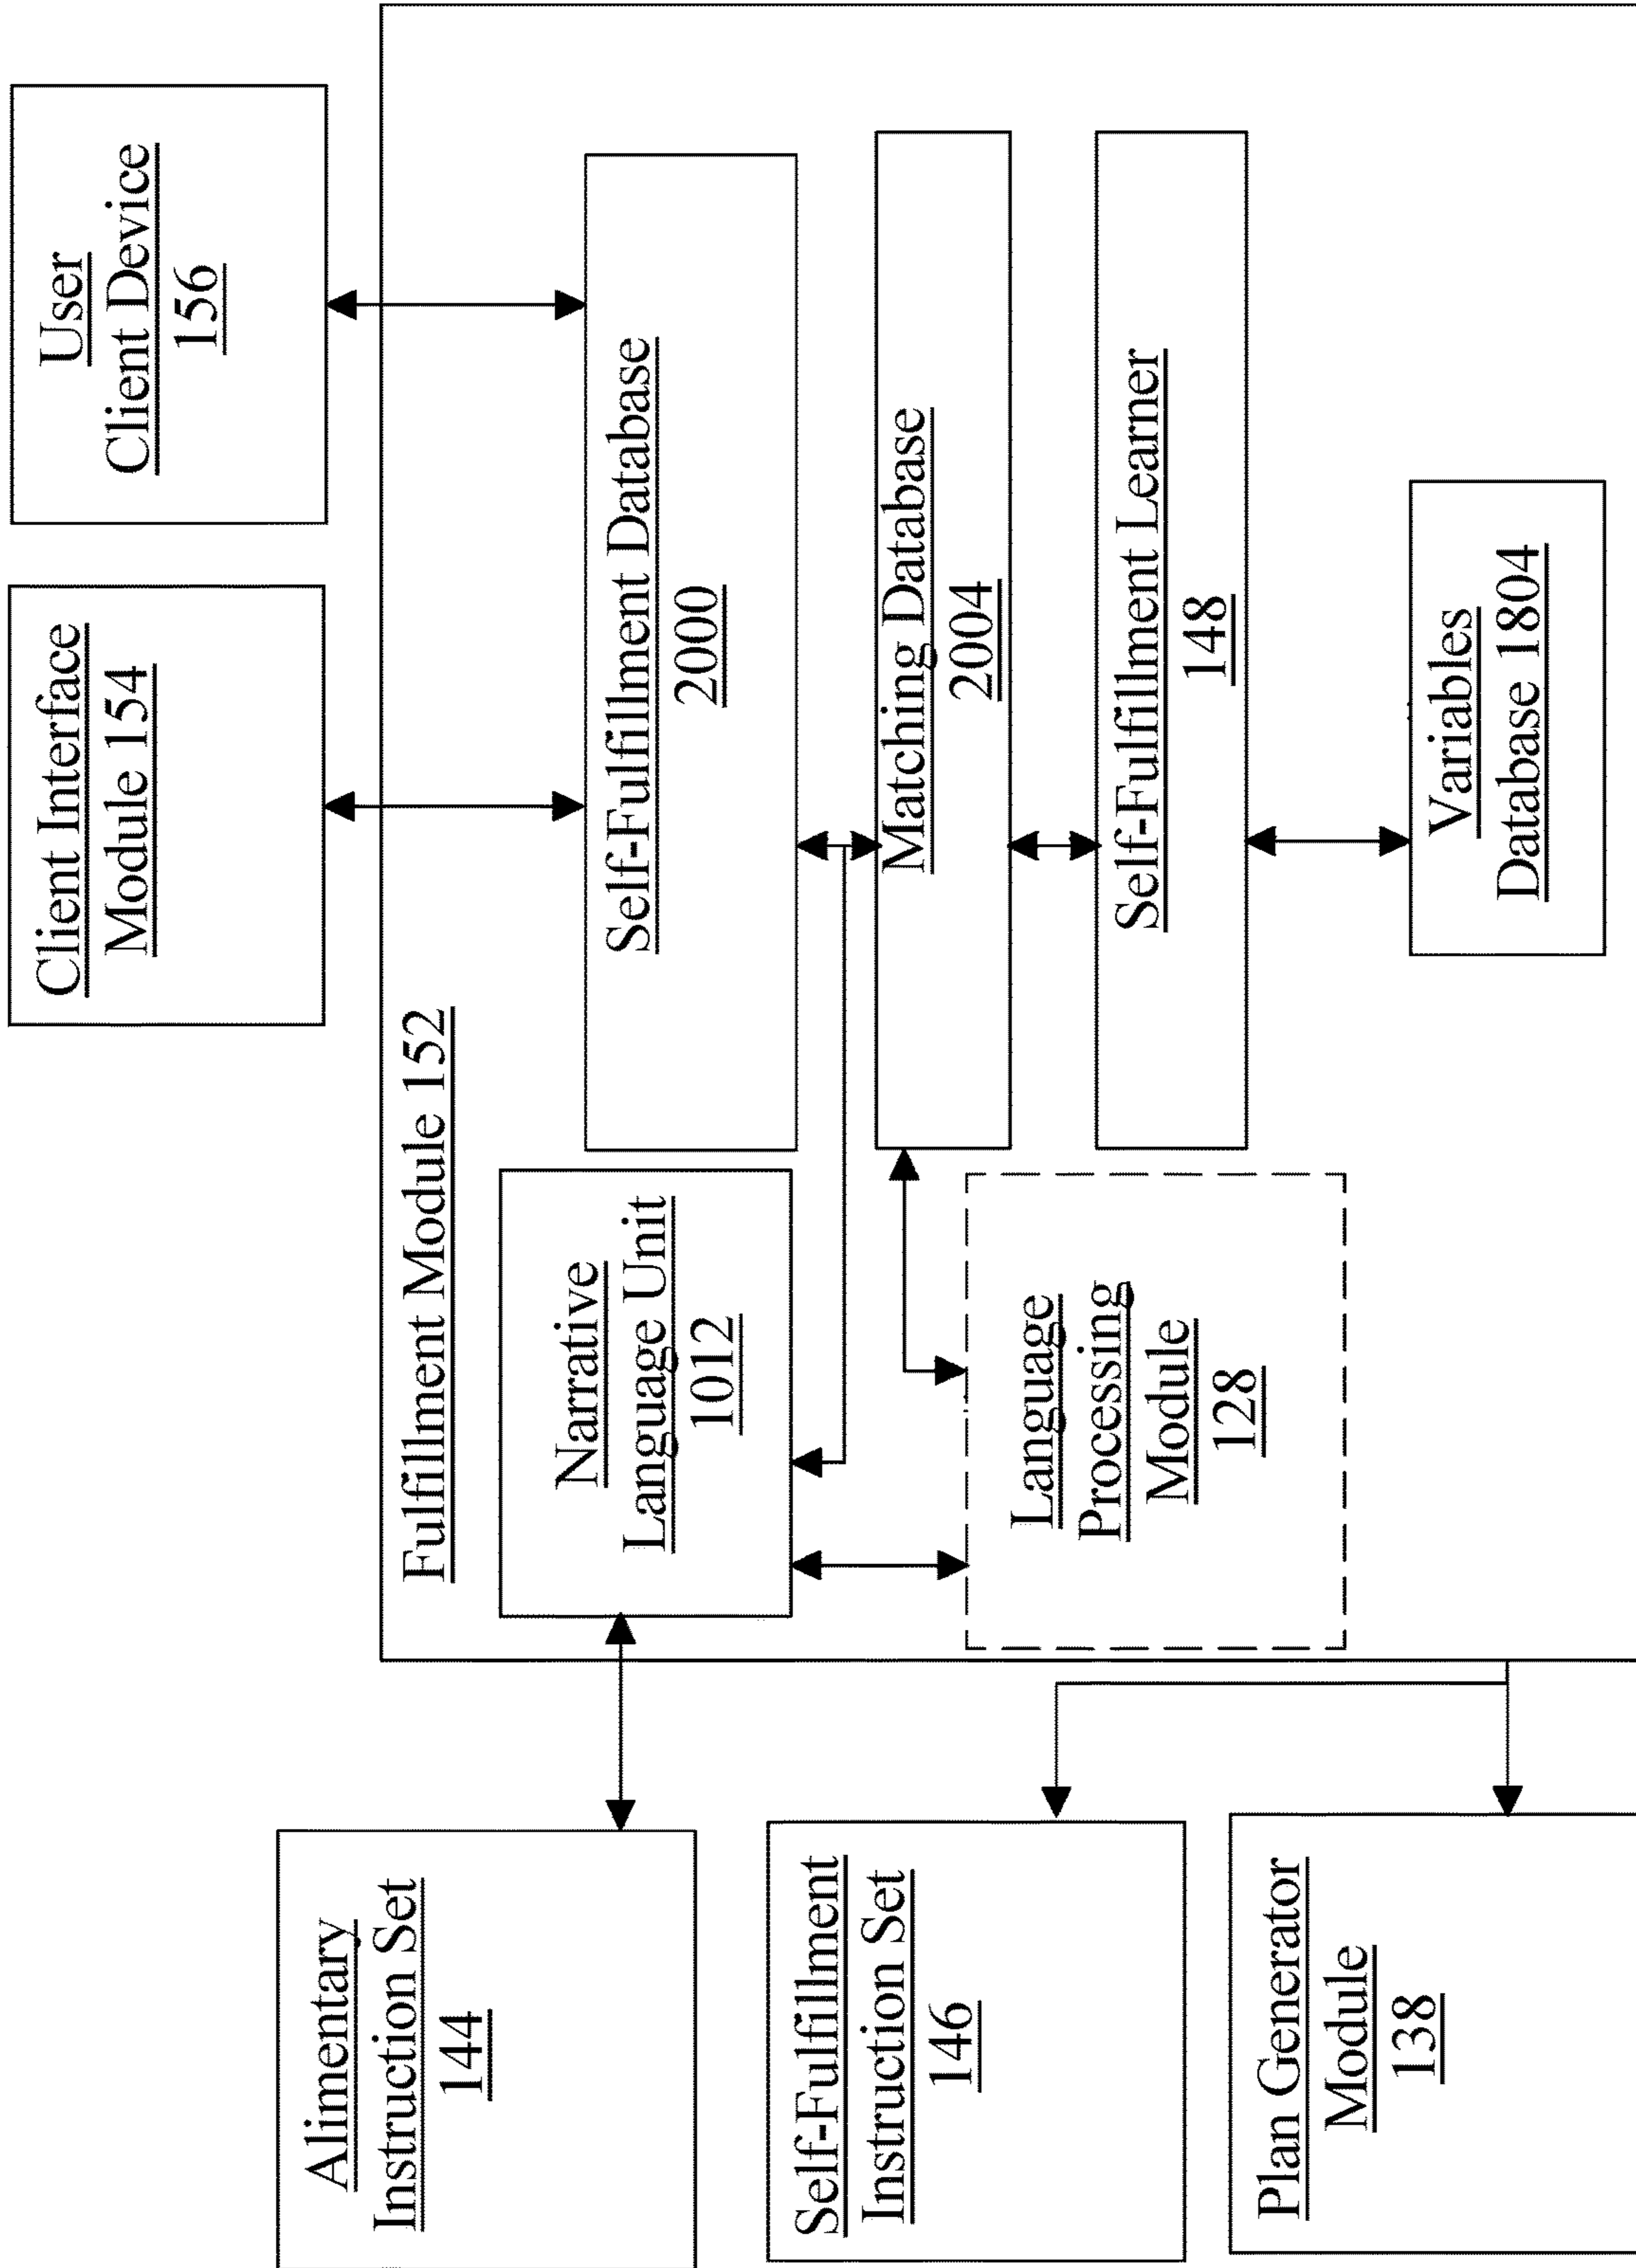 Client Interface
Module 154
User
Client Device
156
Alimentary
Instruction Set
144
Self-Fulfillment
Instruction Set
146
Plan Generator
Module
138
Fulfillment Module 152
Narrative
Language Unit
1012
Language
Processing
Module
128
Self-Fulfillment Database
2000
Matching Database
2004
Self-Fulfillment Learner
148
Variables
Database 1804